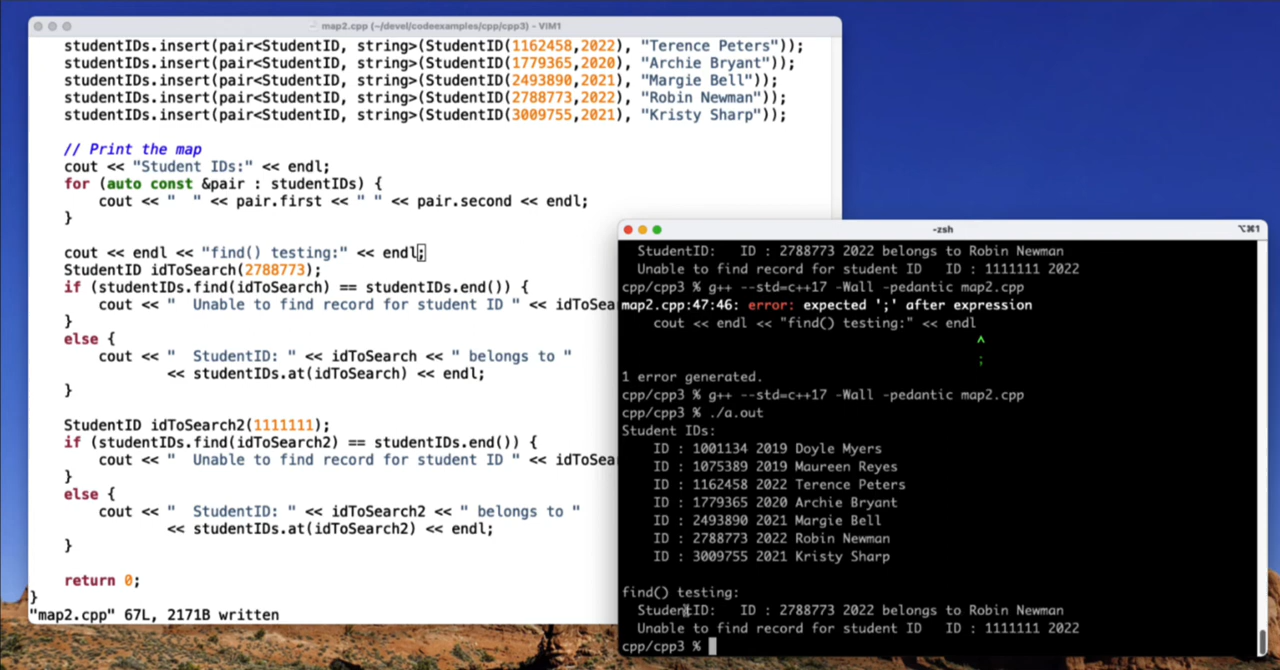 map2.cpp (~/devel/codeexamples/cpp/cpp3) - VIM1
studentIDs.insert(pair<StudentID, string>(StudentID(1162458,2022), "Terence Peters"));
studentIDs.insert(pair<StudentID, string>(StudentID(1779365,2020), "Archie Bryant"));
studentIDs.insert(pair<StudentID, string>(StudentID(2493890,2021), "Margie Bell"));
studentIDs.insert(pair<StudentID, string>(StudentID(2788773,2022), "Robin Newman"));
studentIDs.insert(pair<StudentID, string>(StudentID(3009755,2021), "Kristy Sharp"));
// Print the map
cout << "Student IDs:" << endl;
for (auto const &pair : studentIDs) {
cout << "  " << pair.first << " " << pair.second << endl;
}
cout << endl << "find() testing:" << endl;
StudentID idToSearch(2788773);
if (studentIDs.find(idToSearch) == studentIDs.end()) {
cout << "  Unable to find record for student ID " << idToSea
}
else {
cout << "  StudentID: " << idToSearch << " belongs to "
<< studentIDs.at(idToSearch) << endl;
}
StudentID idToSearch2(1111111);
if (studentIDs.find(idToSearch2) == studentIDs.end()) {
cout << "  Unable to find record for student ID " << idToSea
}
else {
cout << "  StudentID: " << idToSearch2 << " belongs to "
<< studentIDs.at(idToSearch2) << endl;
}
return 0;
}
"map2.cpp" 67L, 2171B written
-zsh
⌥⌘1
StudentID:   ID : 2788773 2022 belongs to Robin Newman
Unable to find record for student ID   ID : 1111111 2022
cpp/cpp3 % g++ --std=c++17 -Wall -pedantic map2.cpp
map2.cpp:47:46: error: expected ';' after expression
cout << endl << "find() testing:" << endl
^
;
1 error generated.
cpp/cpp3 % g++ --std=c++17 -Wall -pedantic map2.cpp
cpp/cpp3 % ./a.out
Student IDs:
ID : 1001134 2019 Doyle Myers
ID : 1075389 2019 Maureen Reyes
ID : 1162458 2022 Terence Peters
ID : 1779365 2020 Archie Bryant
ID : 2493890 2021 Margie Bell
ID : 2788773 2022 Robin Newman
ID : 3009755 2021 Kristy Sharp
find() testing:
StudentID:   ID : 2788773 2022 belongs to Robin Newman
Unable to find record for student ID   ID : 1111111 2022
cpp/cpp3 %